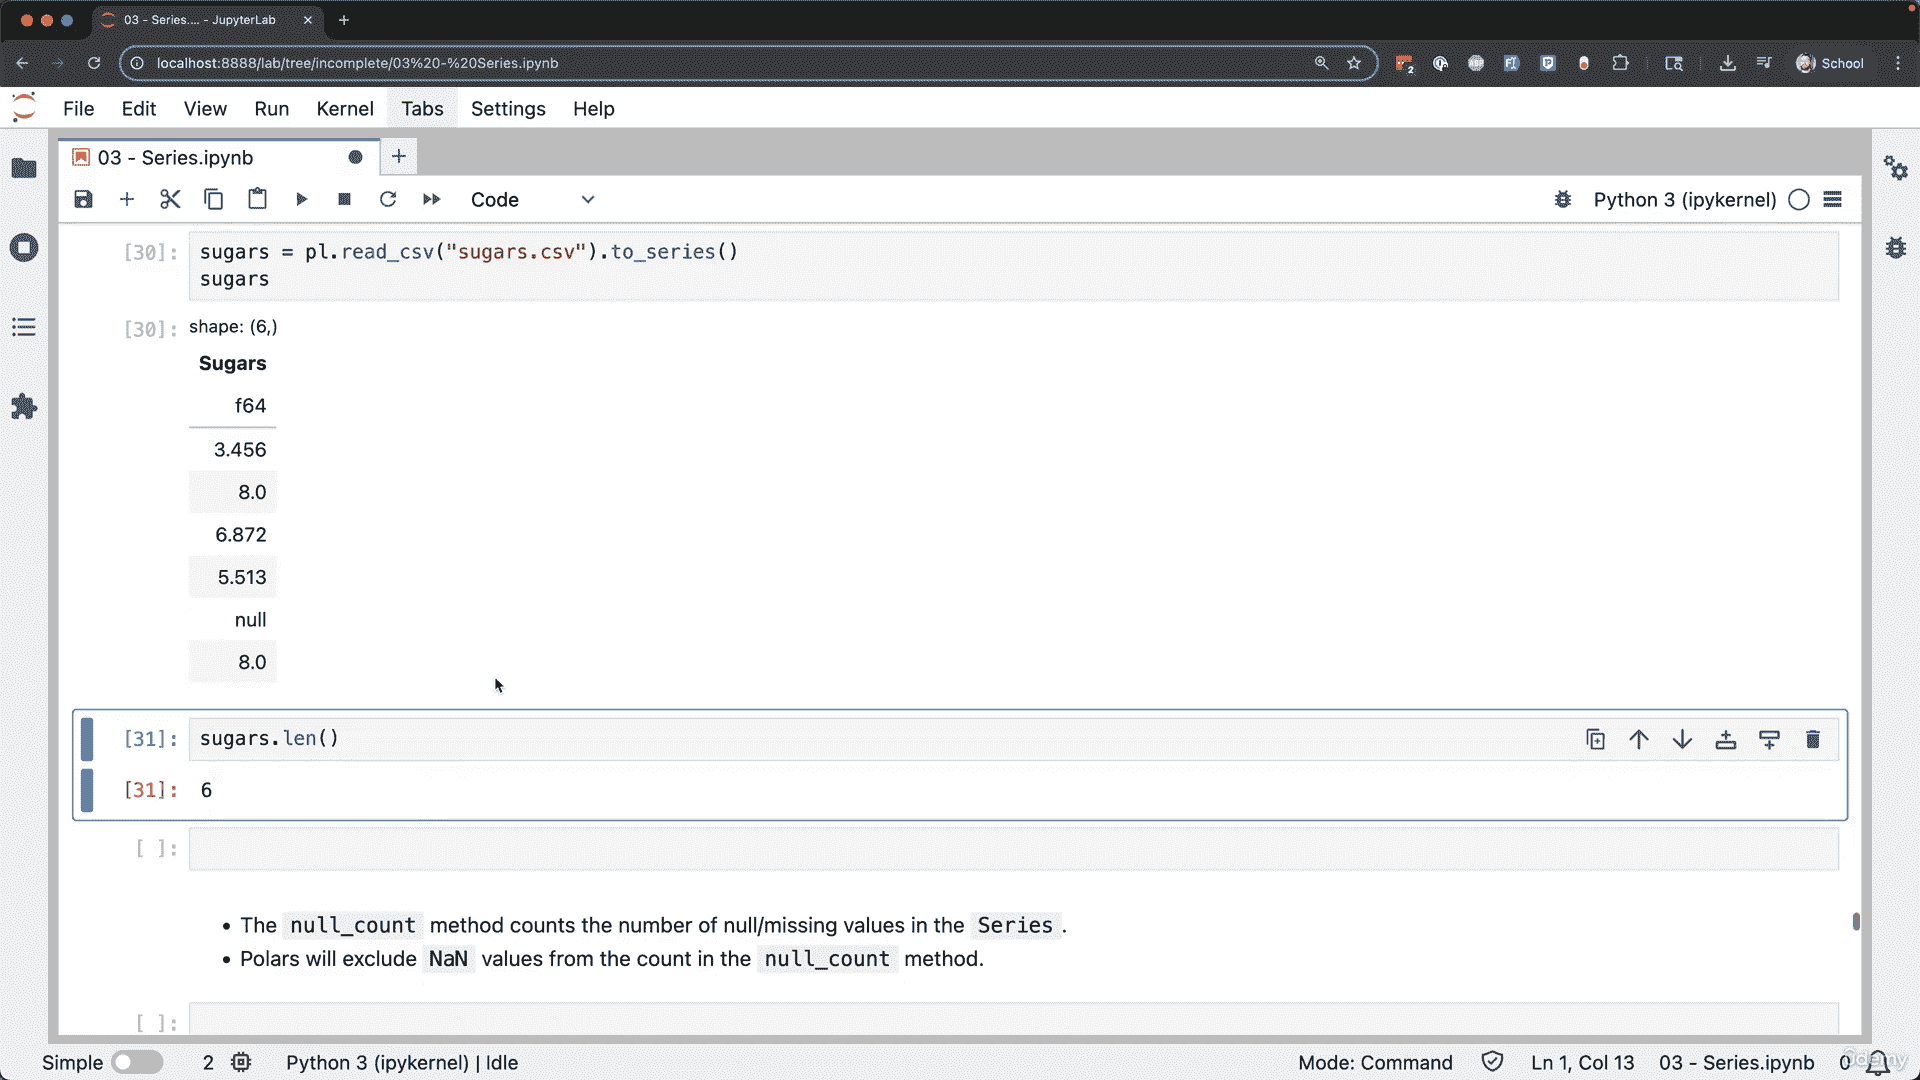 03 - Series.... - JupyterLab
localhost:8888/lab/tree/incomplete/03%20-%20Series.ipynb
2
ABP
School
File Edit View Run Kernel Tabs Settings Help
03 - Series.ipynb
Code
Python 3 (ipykernel)
[30]: sugars = pl.read_csv("sugars.csv").to_series()
sugars
[30]: shape: (6,)
Sugars
f64
3.456
8.0
6.872
5.513
null
8.0
[31]: sugars.len()
[31]: 6
[ ]:
• The null_count method counts the number of null/missing values in the Series.
• Polars will exclude NaN values from the count in the null_count method.
[ ]:
Simple 2 Python 3 (ipykernel) | Idle Mode: Command Ln 1, Col 13 03 - Series.ipynb 0
Udemy